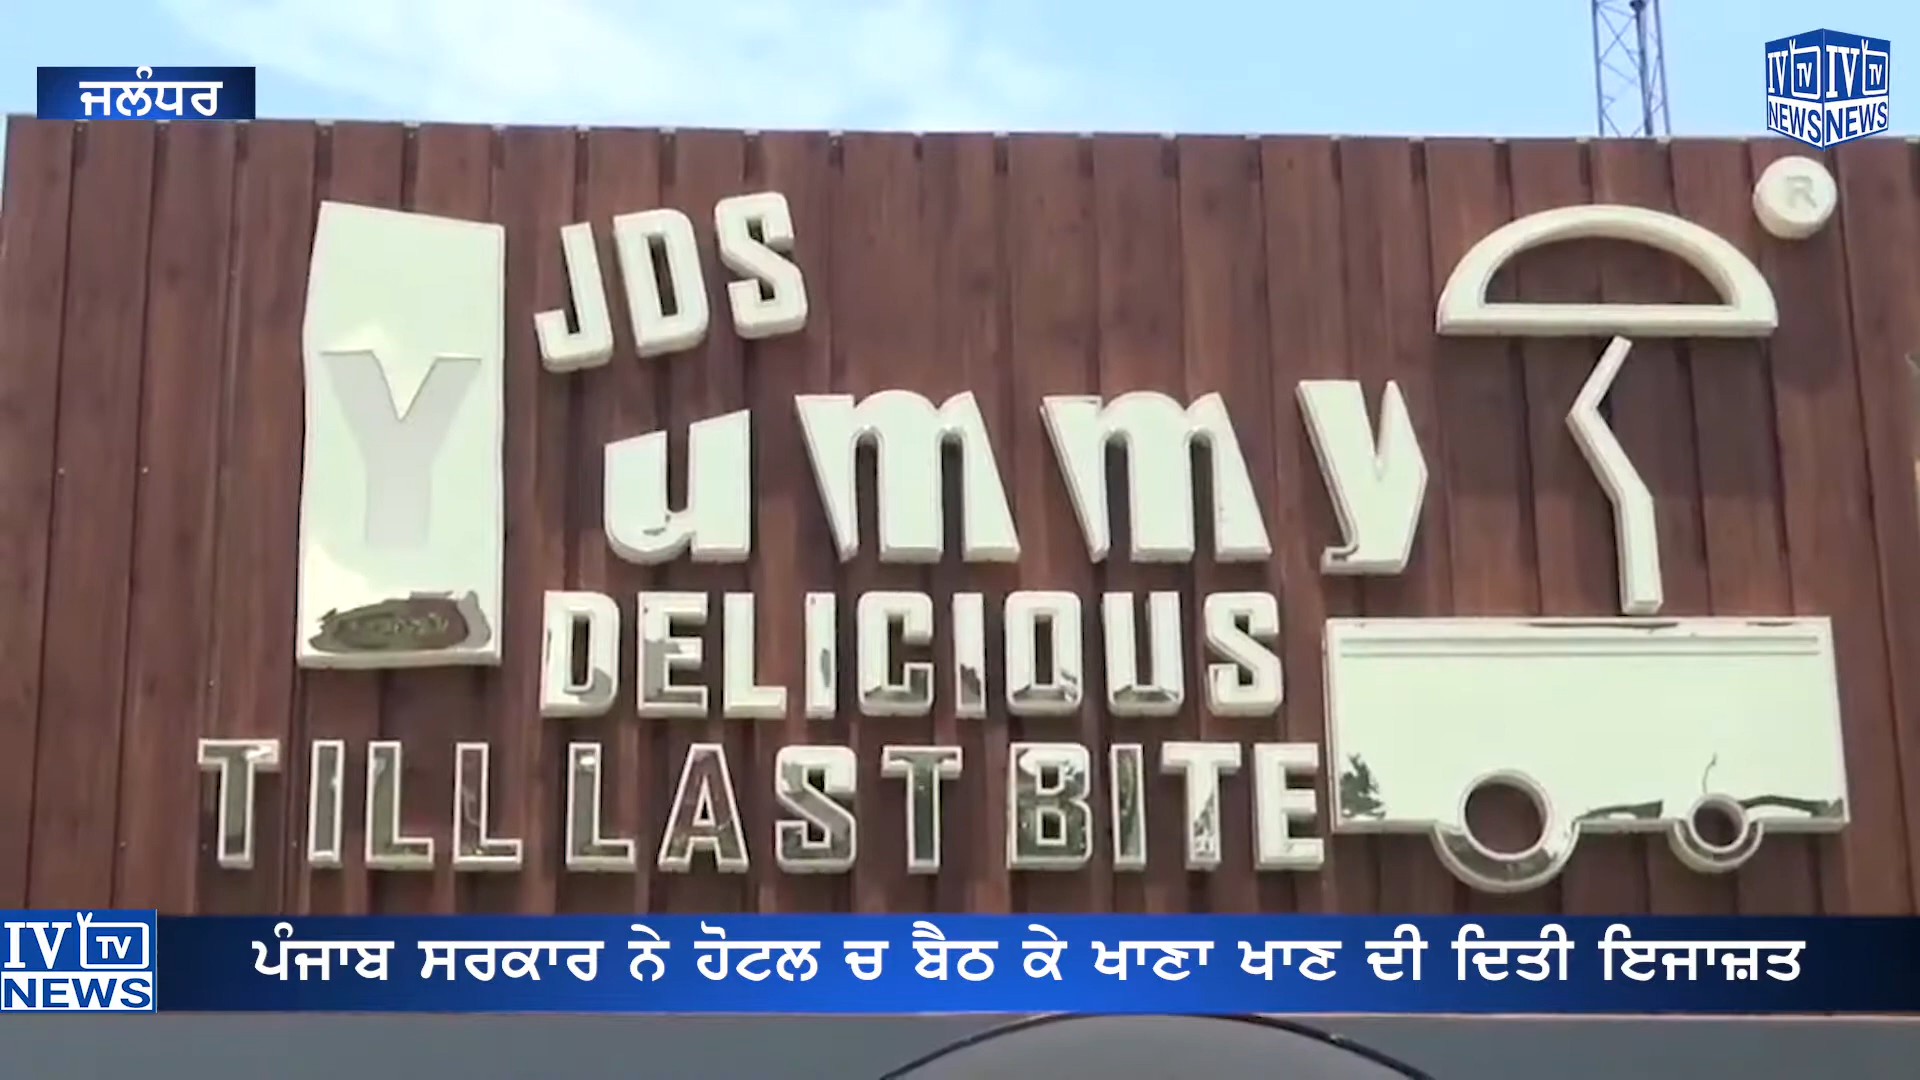 ਜਲੰਧਰ
IV TV NEWS
IV TV NEWS
R
Y
JDS
Yummy
DELICIOUS
TILL LAST BITE
IV TV NEWS
ਪੰਜਾਬ ਸਰਕਾਰ ਨੇ ਹੋਟਲ ਚ ਬੈਠ ਕੇ ਖਾਣਾ ਖਾਣ ਦੀ ਦਿਤੀ ਇਜਾਜ਼ਤ